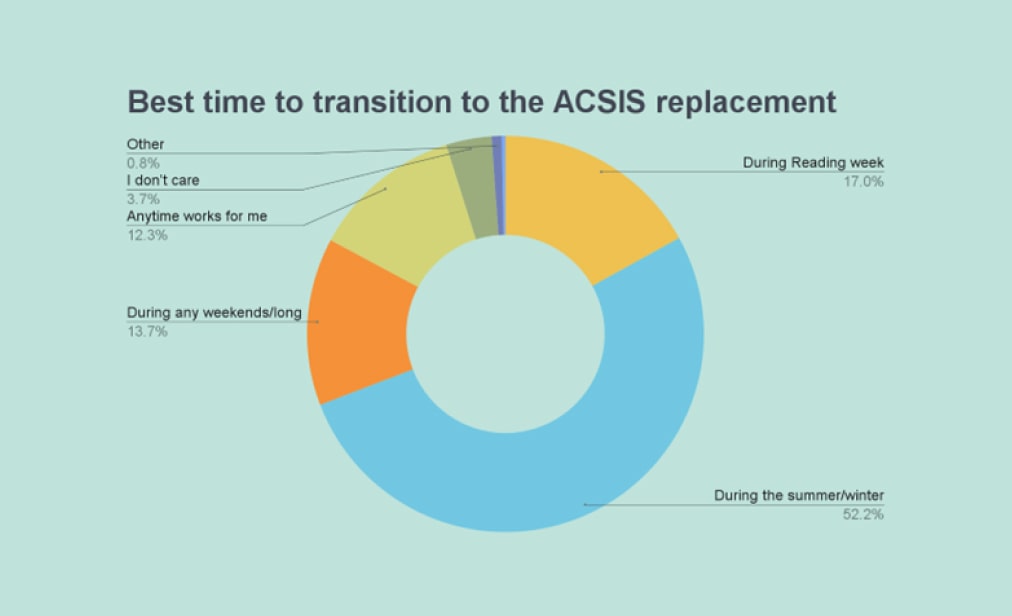 Best time to transition to the ACSIS replacement
Other
0.8%
I don't care
3.7%
Anytime works for me
12.3%
During any weekends/long
13.7%
During Reading week
17.0%
During the summer/winter
52.2%